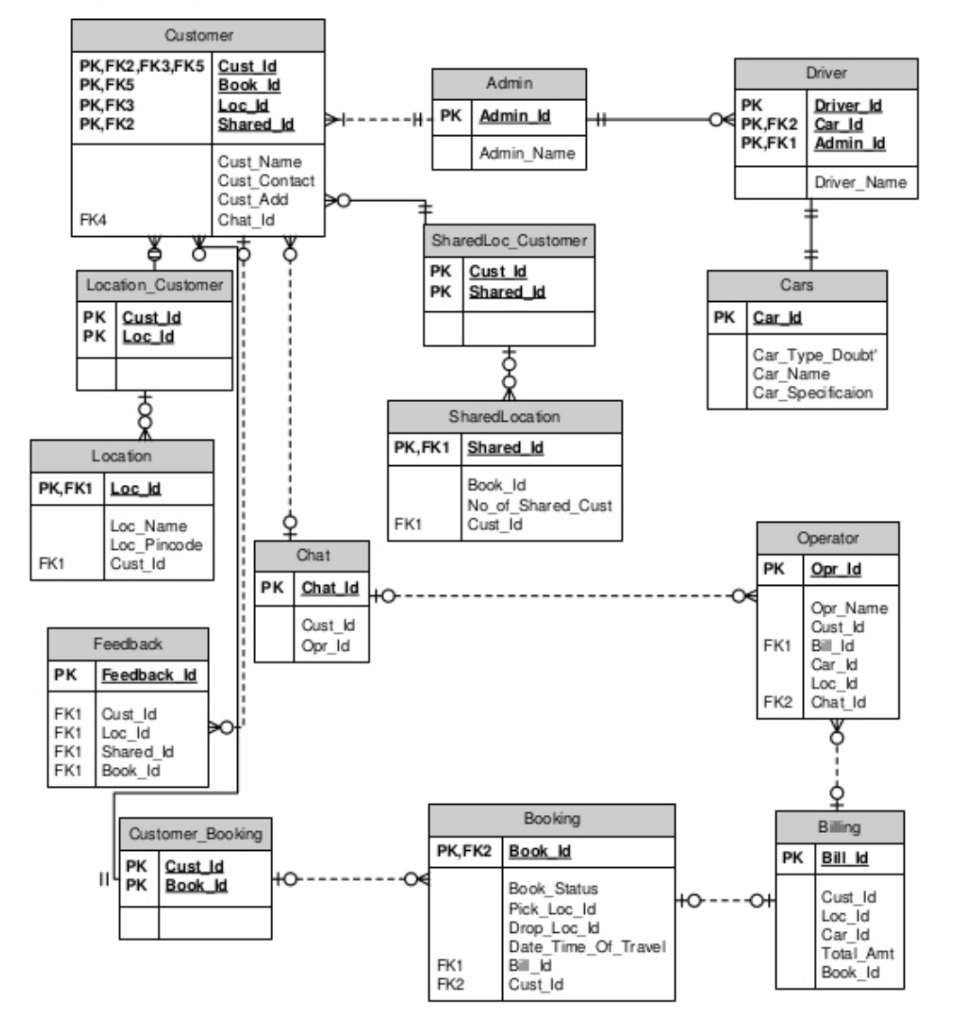 Customer
PK,FK2,FK3,FK5 Cust_Id
PK,FK5 Book_Id
PK,FK3 Loc_Id
PK,FK2 Shared_Id
Cust_Name
Cust_Contact
Cust_Add
FK4 Chat_Id
Admin
PK Admin_Id
Admin_Name
Driver
PK Driver_Id
PK,FK2 Car_Id
PK,FK1 Admin_Id
Driver_Name
SharedLoc_Customer
PK Cust_Id
PK Shared_Id
Cars
PK Car_Id
Car_Type_Doubt'
Car_Name
Car_Specificaion
Location_Customer
PK Cust_Id
PK Loc_Id
SharedLocation
PK,FK1 Shared_Id
Book_Id
No_of_Shared_Cust
FK1 Cust_Id
Location
PK,FK1 Loc_Id
Loc_Name
Loc_Pincode
FK1 Cust_Id
Chat
PK Chat_Id
Cust_Id
Opr_Id
Operator
PK Opr_Id
Opr_Name
Cust_Id
FK1 Bill_Id
Car_Id
Loc_Id
FK2 Chat_Id
Feedback
PK Feedback_Id
FK1 Cust_Id
FK1 Loc_Id
FK1 Shared_Id
FK1 Book_Id
Customer_Booking
PK Cust_Id
PK Book_Id
Booking
PK,FK2 Book_Id
Book_Status
Pick_Loc_Id
Drop_Loc_Id
Date_Time_Of_Travel
FK1 Bill_Id
FK2 Cust_Id
Billing
PK Bill_Id
Cust_Id
Loc_Id
Car_Id
Total_Amt
Book_Id